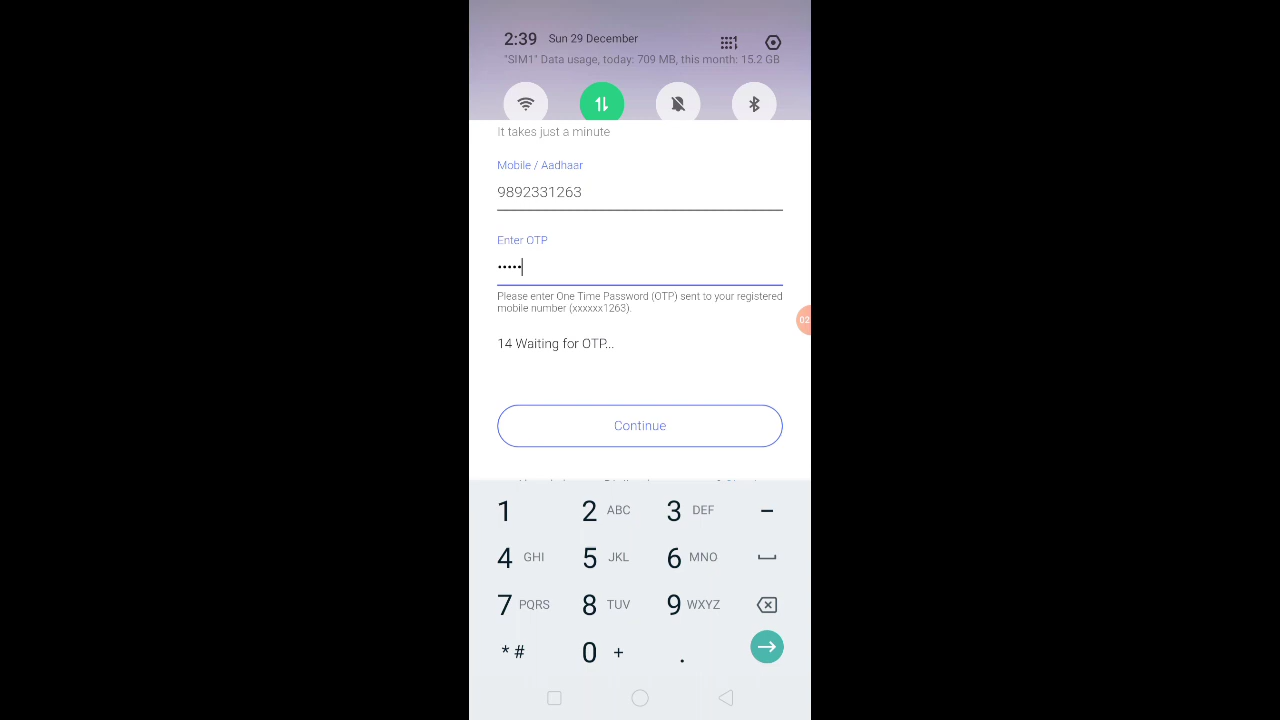 2:39 Sun 29 December
"SIM1" Data usage, today: 709 MB, this month: 15.2 GB
It takes just a minute
Mobile / Aadhaar
9892331263
Enter OTP
•••••
Please enter One Time Password (OTP) sent to your registered
mobile number (xxxxxx1263).
02
14 Waiting for OTP...
Continue
1 2 ABC 3 DEF –
4 GHI 5 JKL 6 MNO
7 PQRS 8 TUV 9 WXYZ
* # 0 + .